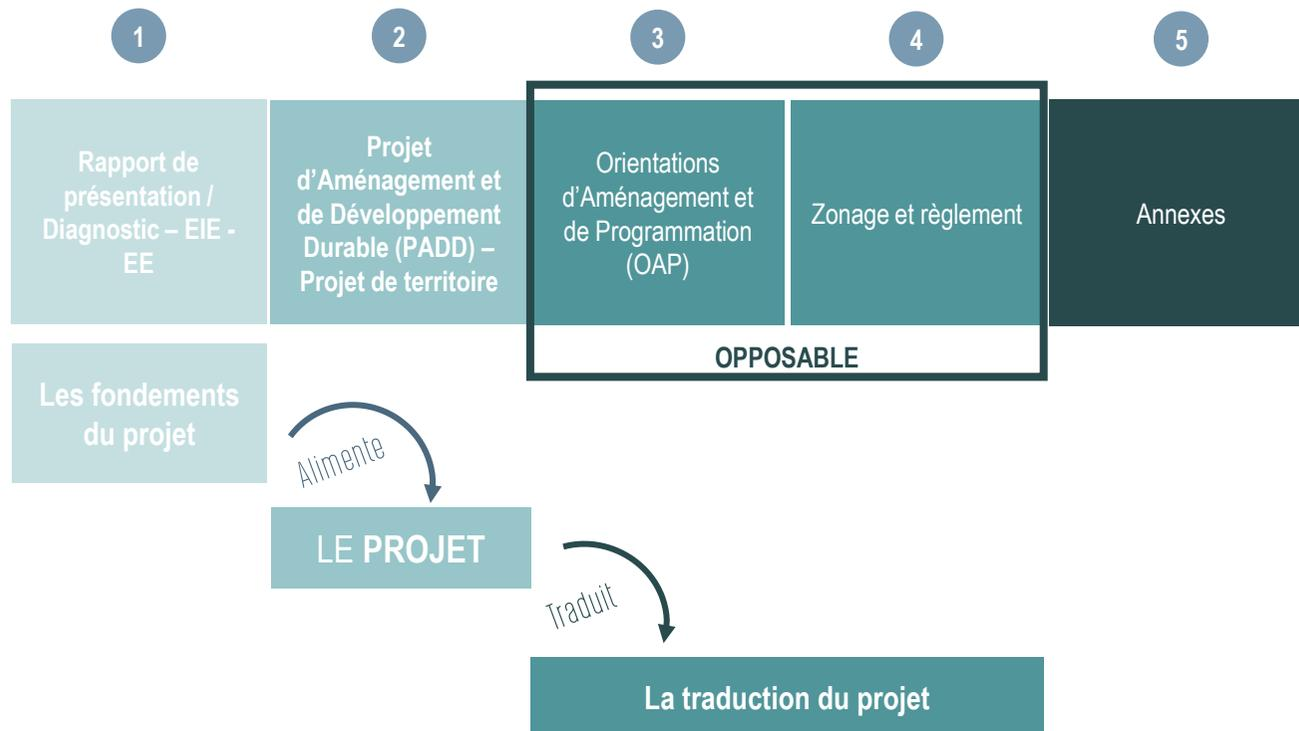 1
2
3
4
5
Rapport de
présentation /
Diagnostic – EIE -
EE
Projet
d'Aménagement et
de Développement
Durable (PADD) –
Projet de territoire
Orientations
d'Aménagement et
de Programmation
(OAP)
Zonage et règlement
Annexes
OPPOSABLE
Les fondements
du projet
Alimente
LE PROJET
Traduit
La traduction du projet